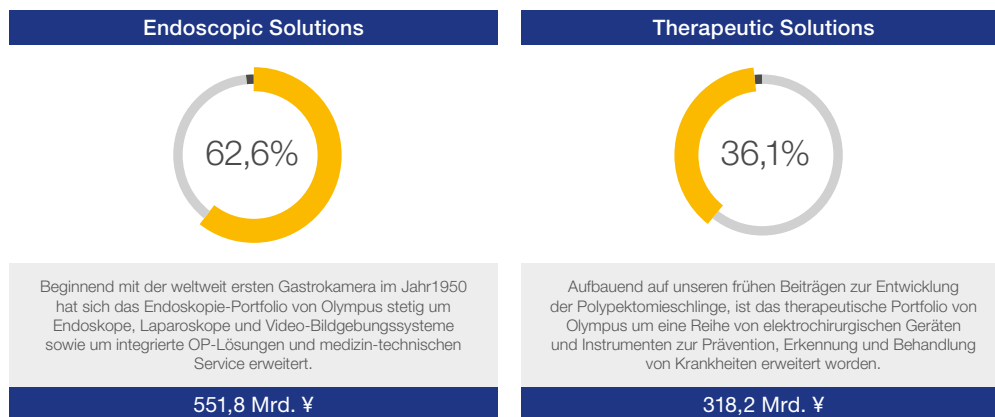 Endoscopic Solutions
62,6%
Beginnend mit der weltweit ersten Gastrokamera im Jahr1950
hat sich das Endoskopie-Portfolio von Olympus stetig um
Endoskope, Laparoskope und Video-Bildgebungssysteme
sowie um integrierte OP-Lösungen und medizin-technischen
Service erweitert.
551,8 Mrd. ¥
Therapeutic Solutions
36,1%
Aufbauend auf unseren frühen Beiträgen zur Entwicklung
der Polypektomieschlinge, ist das therapeutische Portfolio von
Olympus um eine Reihe von elektrochirurgischen Geräten
und Instrumenten zur Prävention, Erkennung und Behandlung
von Krankheiten erweitert worden.
318,2 Mrd. ¥